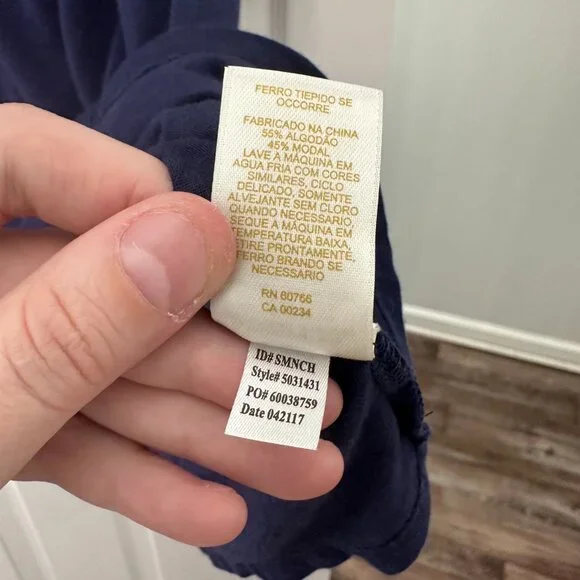 FERRO TIEPIDO SE
OCCORRE
FABRICADO NA CHINA
55% ALGODÃO
45% MODAL
LAVE A MÁQUINA EM
ÁGUA FRIA COM CORES
SIMILARES, CICLO
DELICADO, SOMENTE
ALVEJANTE SEM CLORO
QUANDO NECESSÁRIO
SEQUE A MÁQUINA EM
TEMPERATURA BAIXA,
RETIRE PRONTAMENTE,
FERRO BRANDO SE
NECESSÁRIO
RN 60766
CA 00234
ID# SMNCH
Style# 5031431
PO# 60038759
Date 042117